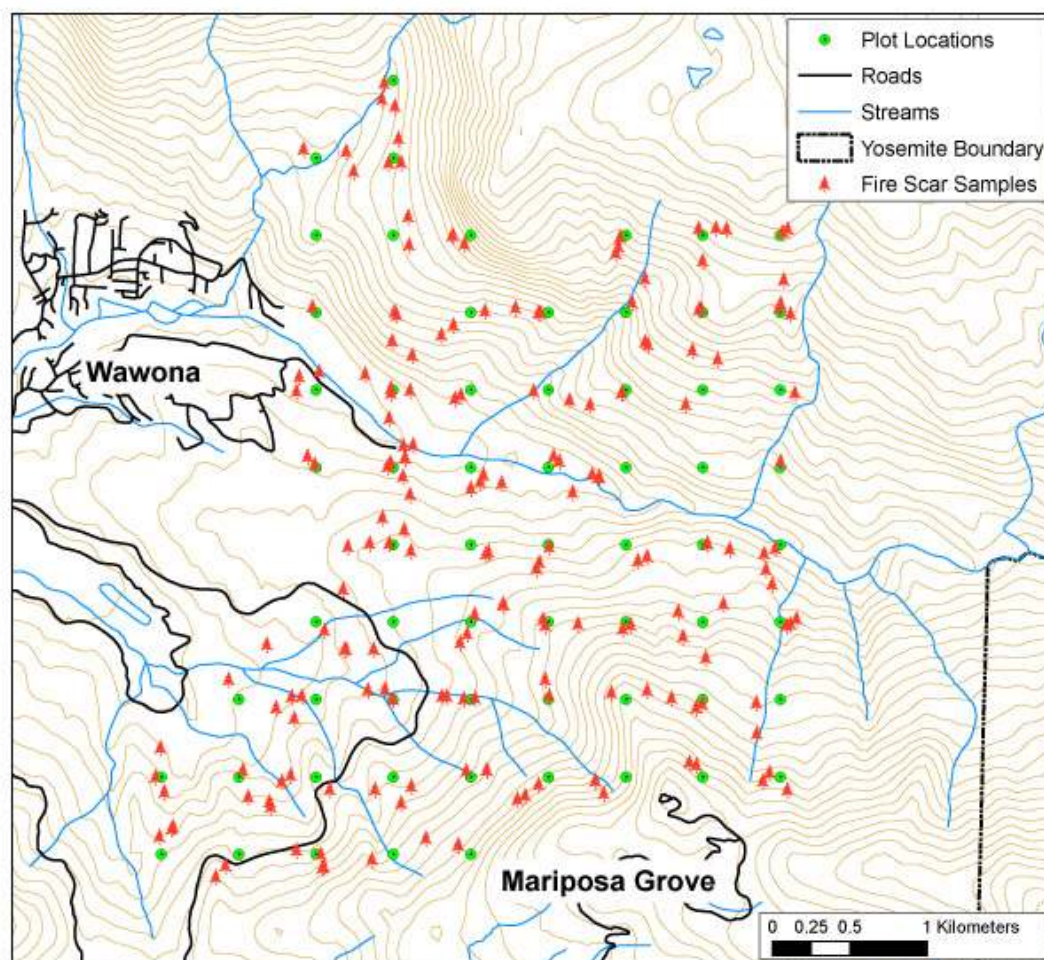 Plot Locations
Roads
Streams
Yosemite Boundary
Fire Scar Samples
Wawona
Mariposa Grove
0 0.25 0.5 1 Kilometers